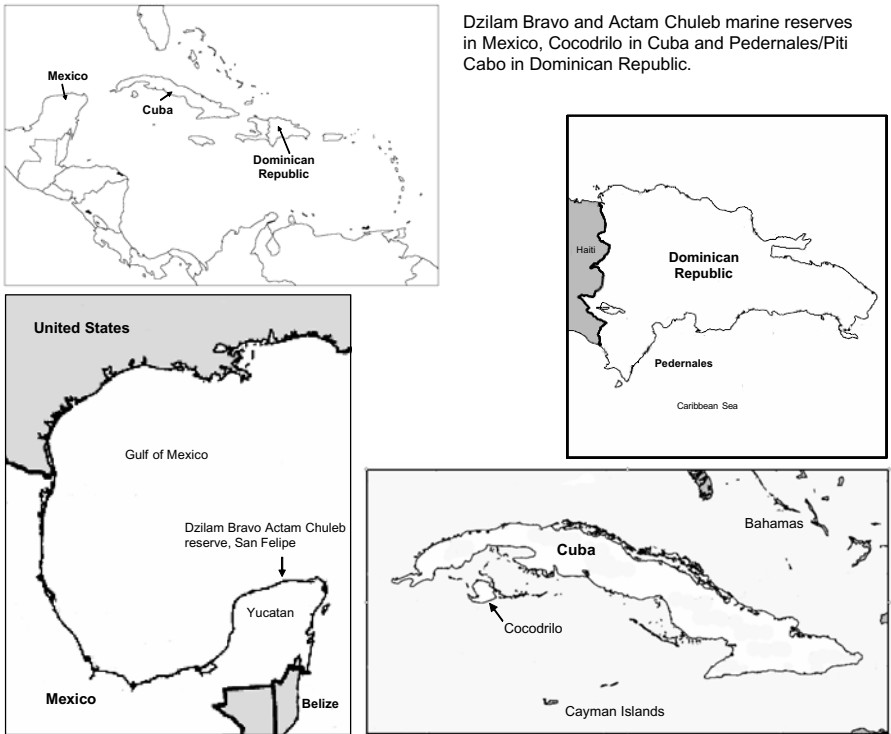 Dzilam Bravo and Actam Chuleb marine reserves
in Mexico, Cocodrilo in Cuba and Pedernales/Piti
Cabo in Dominican Republic.
Mexico
Cuba
Dominican
Republic
Haiti
Dominican
Republic
Pedernales
Caribbean Sea
United States
Gulf of Mexico
Dzilam Bravo Actam Chuleb
reserve, San Felipe
Yucatan
Mexico
Belize
Bahamas
Cuba
Cocodrilo
Cayman Islands